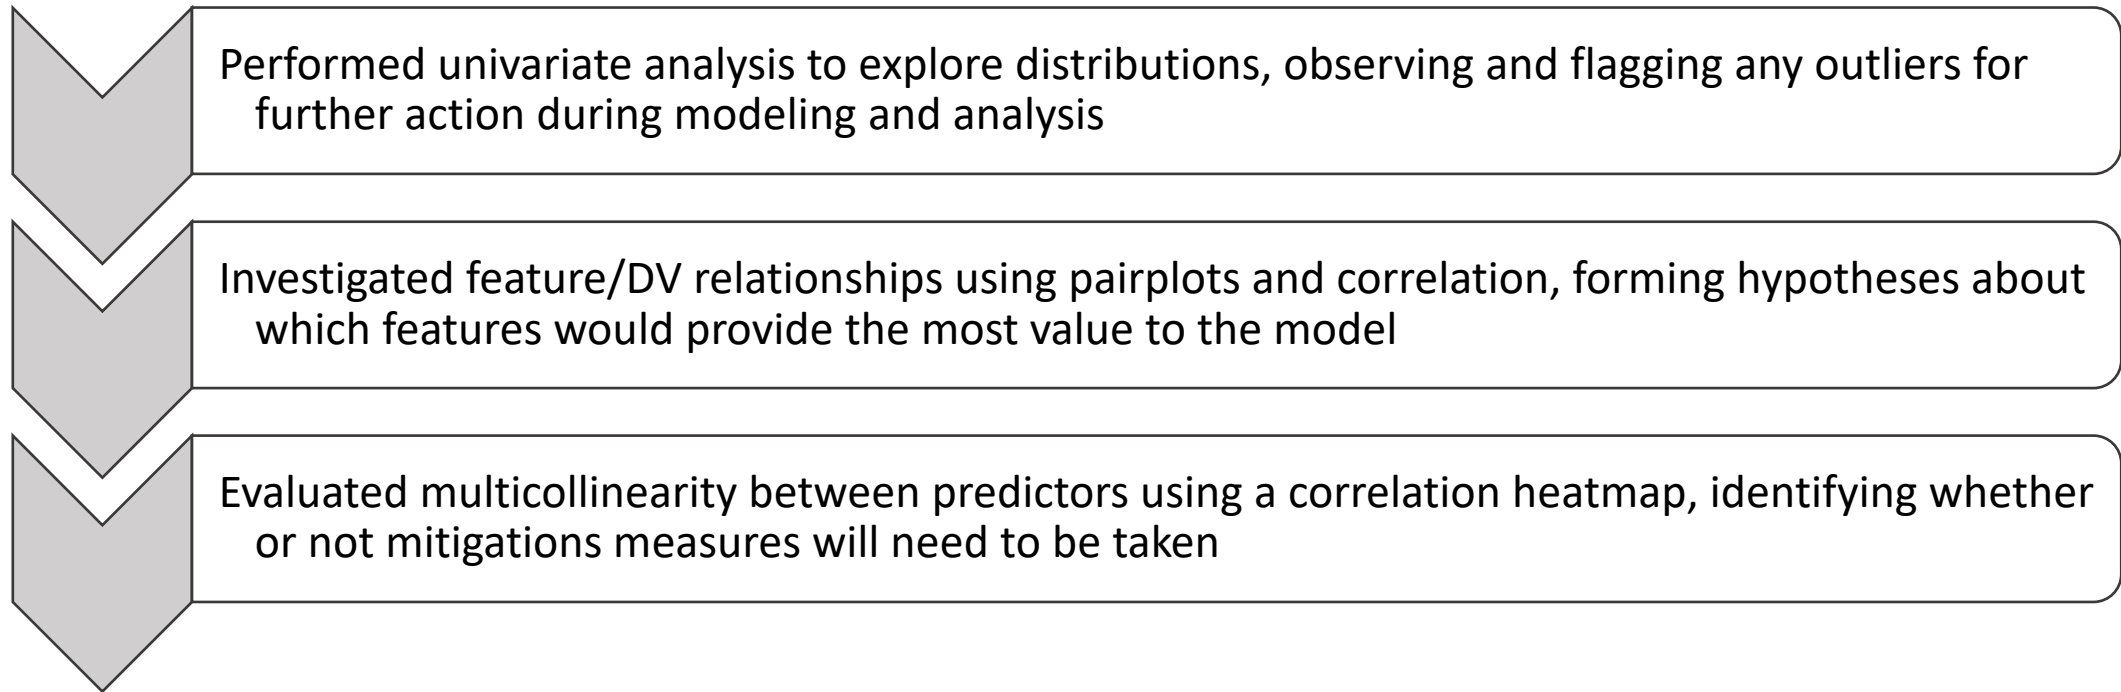 Performed univariate analysis to explore distributions, observing and flagging any outliers for
further action during modeling and analysis
Investigated feature/DV relationships using pairplots and correlation, forming hypotheses about
which features would provide the most value to the model
Evaluated multicollinearity between predictors using a correlation heatmap, identifying whether
or not mitigations measures will need to be taken